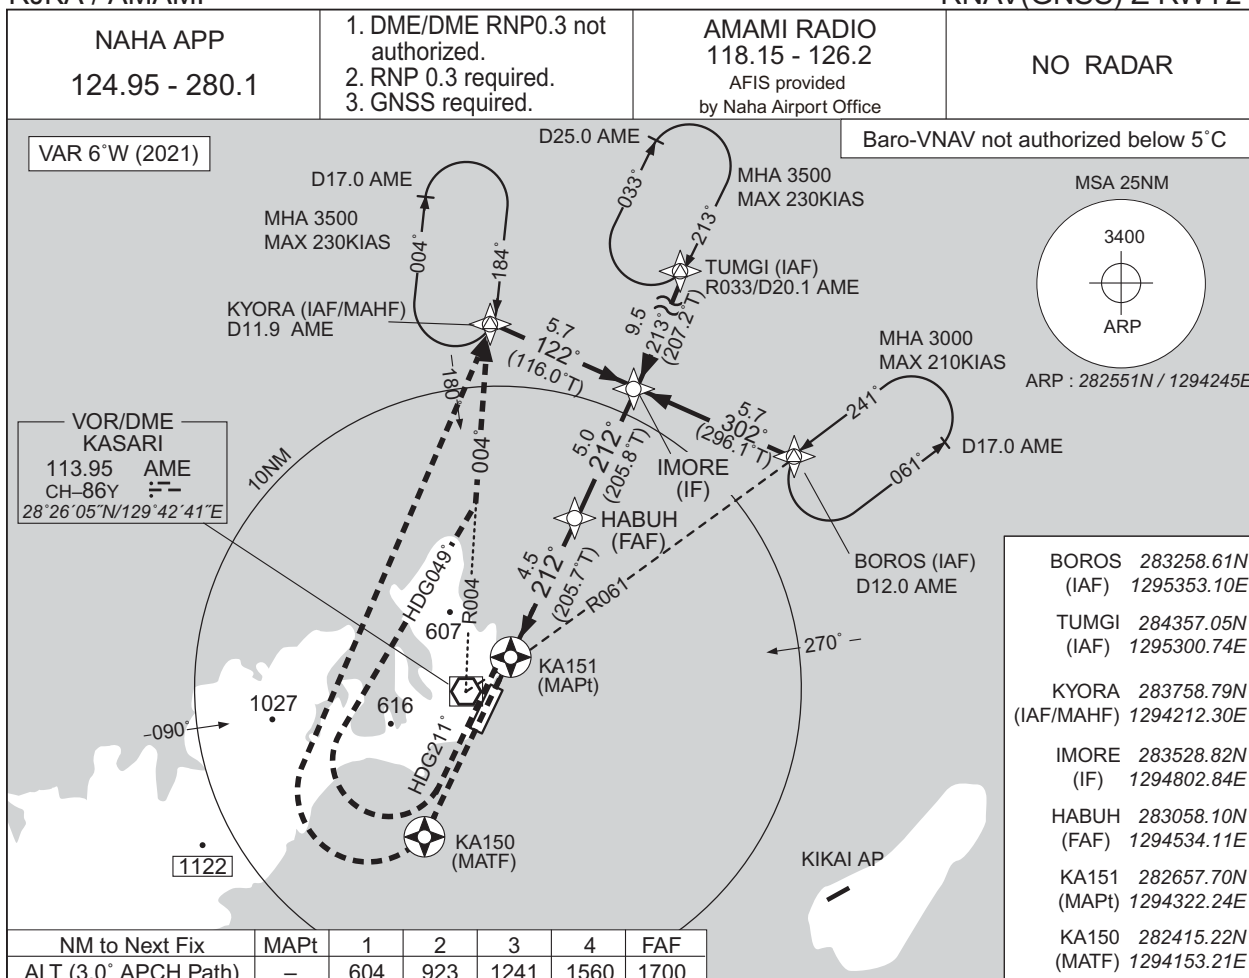 RJKA / AMAMI
RNAV(GNSS) Z RWY21
NAHA APP
124.95 - 280.1
1. DME/DME RNP0.3 not
authorized.
2. RNP 0.3 required.
3. GNSS required.
AMAMI RADIO
118.15 - 126.2
AFIS provided
by Naha Airport Office
NO RADAR
VAR 6˚W (2021)
Baro-VNAV not authorized below 5˚C
D25.0 AME
MHA 3500
MAX 230KIAS
033˚
213˚
TUMGI (IAF)
R033/D20.1 AME
D17.0 AME
MHA 3500
MAX 230KIAS
004˚
184˚
KYORA (IAF/MAHF)
D11.9 AME
MSA 25NM
3400
ARP
ARP : 282551N / 1294245E
5.7
122˚
(116.0˚T)
9.5
213˚
(207.2˚T)
MHA 3000
MAX 210KIAS
241˚
061˚
D17.0 AME
5.7
302˚
(296.1˚T)
–180˚
VOR/DME
KASARI
113.95 AME
CH–86Y
28˚26´05˝N/129˚42´41˝E
10NM
004˚
5.0
212˚
(205.8˚T)
IMORE
(IF)
HABUH
(FAF)
BOROS (IAF)
D12.0 AME
4.5
212˚
(205.7˚T)
R061
HDG049˚
R004
607
KA151
(MAPt)
270˚ –
1027
616
–090˚
HDG211˚
KA150
(MATF)
1122
KIKAI AP
BOROS 283258.61N
(IAF) 1295353.10E
TUMGI 284357.05N
(IAF) 1295300.74E
KYORA 283758.79N
(IAF/MAHF) 1294212.30E
IMORE 283528.82N
(IF) 1294802.84E
HABUH 283058.10N
(FAF) 1294534.11E
KA151 282657.70N
(MAPt) 1294322.24E
KA150 282415.22N
(MATF) 1294153.21E
NM to Next Fix MAPt 1 2 3 4 FAF
ALT (3.0˚ APCH Path) – 604 923 1241 1560 1700